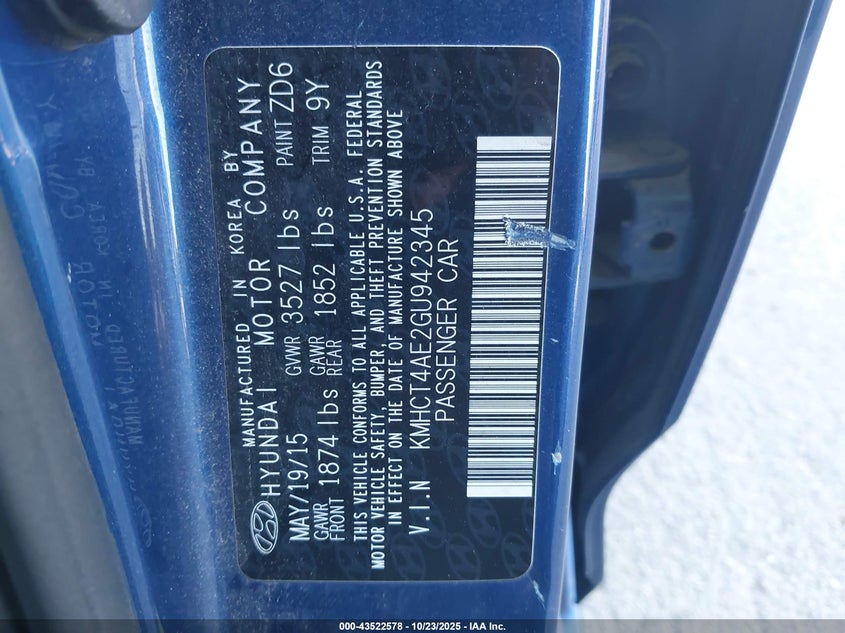 MANUFACTURED IN KOREA BY
HYUNDAI MOTOR COMPANY
MAY/19/15 GVWR 3527 lbs PAINT ZD6
GAWR FRONT 1874 lbs GAWR REAR 1852 lbs TRIM 9Y
THIS VEHICLE CONFORMS TO ALL APPLICABLE U.S.A. FEDERAL
MOTOR VEHICLE SAFETY, BUMPER, AND THEFT PREVENTION STANDARDS
IN EFFECT ON THE DATE OF MANUFACTURE SHOWN ABOVE
V.I.N KMHCT4AE2GU942345
PASSENGER CAR
000-43522578 - 10/23/2025 - IAA Inc.